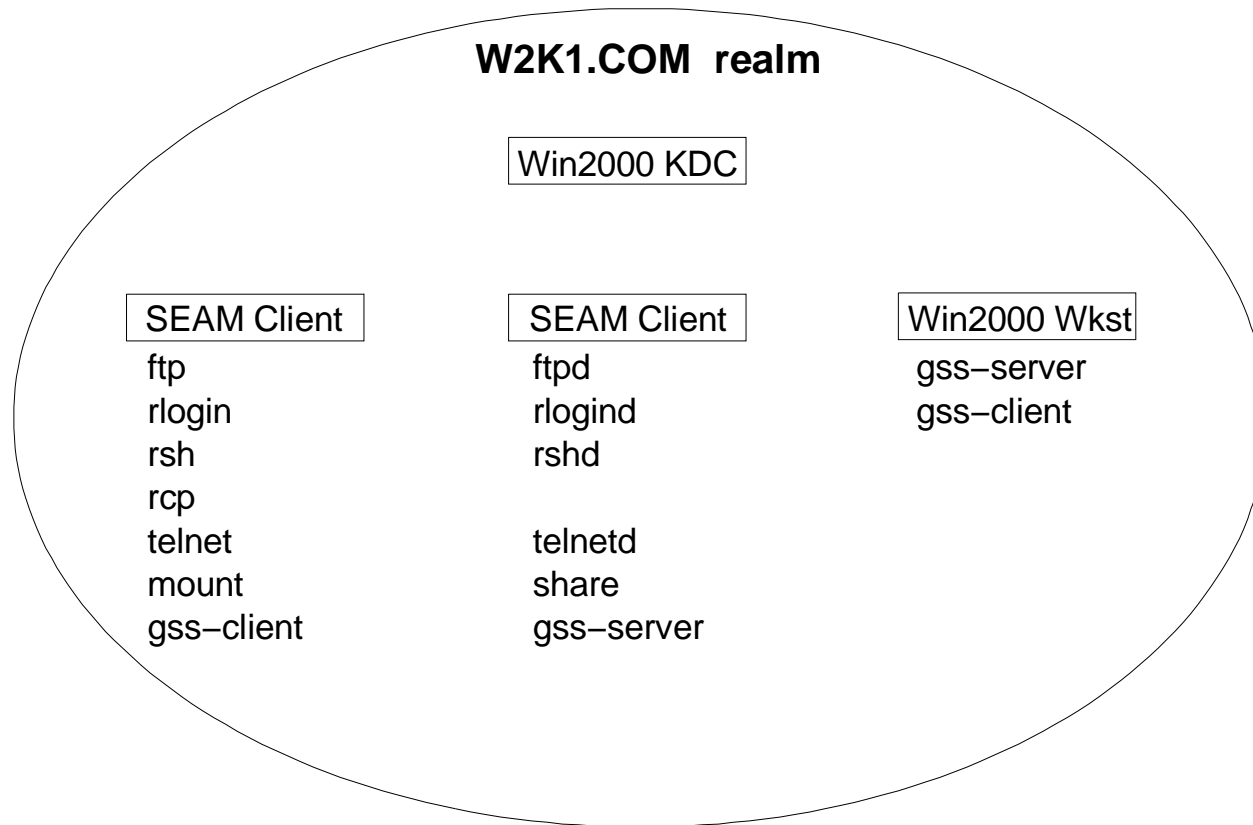 W2K1.COM realm
Win2000 KDC
SEAM Client
ftp
rlogin
rsh
rcp
telnet
mount
gss−client
SEAM Client
ftpd
rlogind
rshd
telnetd
share
gss−server
Win2000 Wkst
gss−server
gss−client